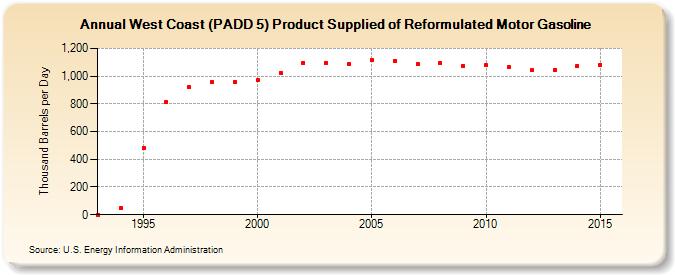 Annual West Coast (PADD 5) Product Supplied of Reformulated Motor Gasoline
Thousand Barrels per Day
1,200
1,000
800
600
400
200
0
1995 2000 2005 2010 2015
Source: U.S. Energy Information Administration